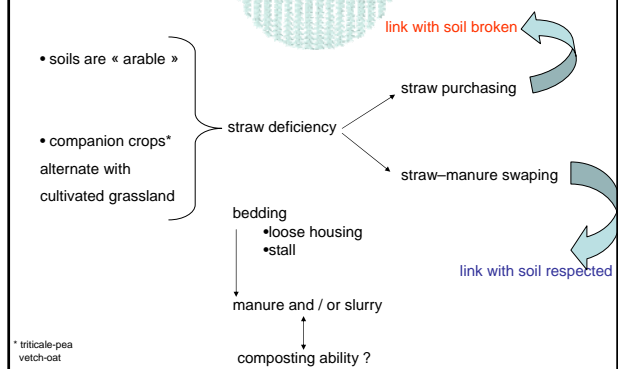 link with soil broken
• soils are « arable »
straw purchasing
straw deficiency
• companion crops*
alternate with
cultivated grassland
straw–manure swaping
bedding
•loose housing
•stall
link with soil respected
manure and / or slurry
* triticale-pea
vetch-oat
composting ability ?